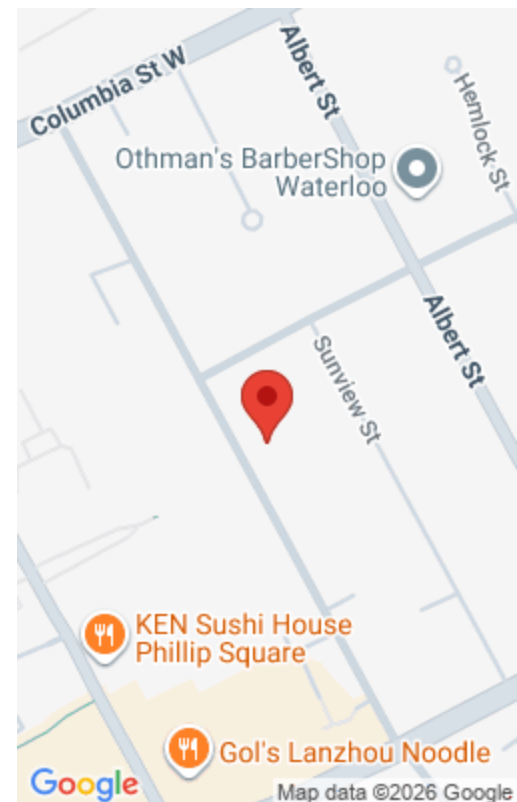 Columbia St W
Albert St
Hemlock St
Othman's BarberShop
Waterloo
Albert St
Sunview St
KEN Sushi House
Phillip Square
Gol's Lanzhou Noodle
Google
Map data ©2026 Google